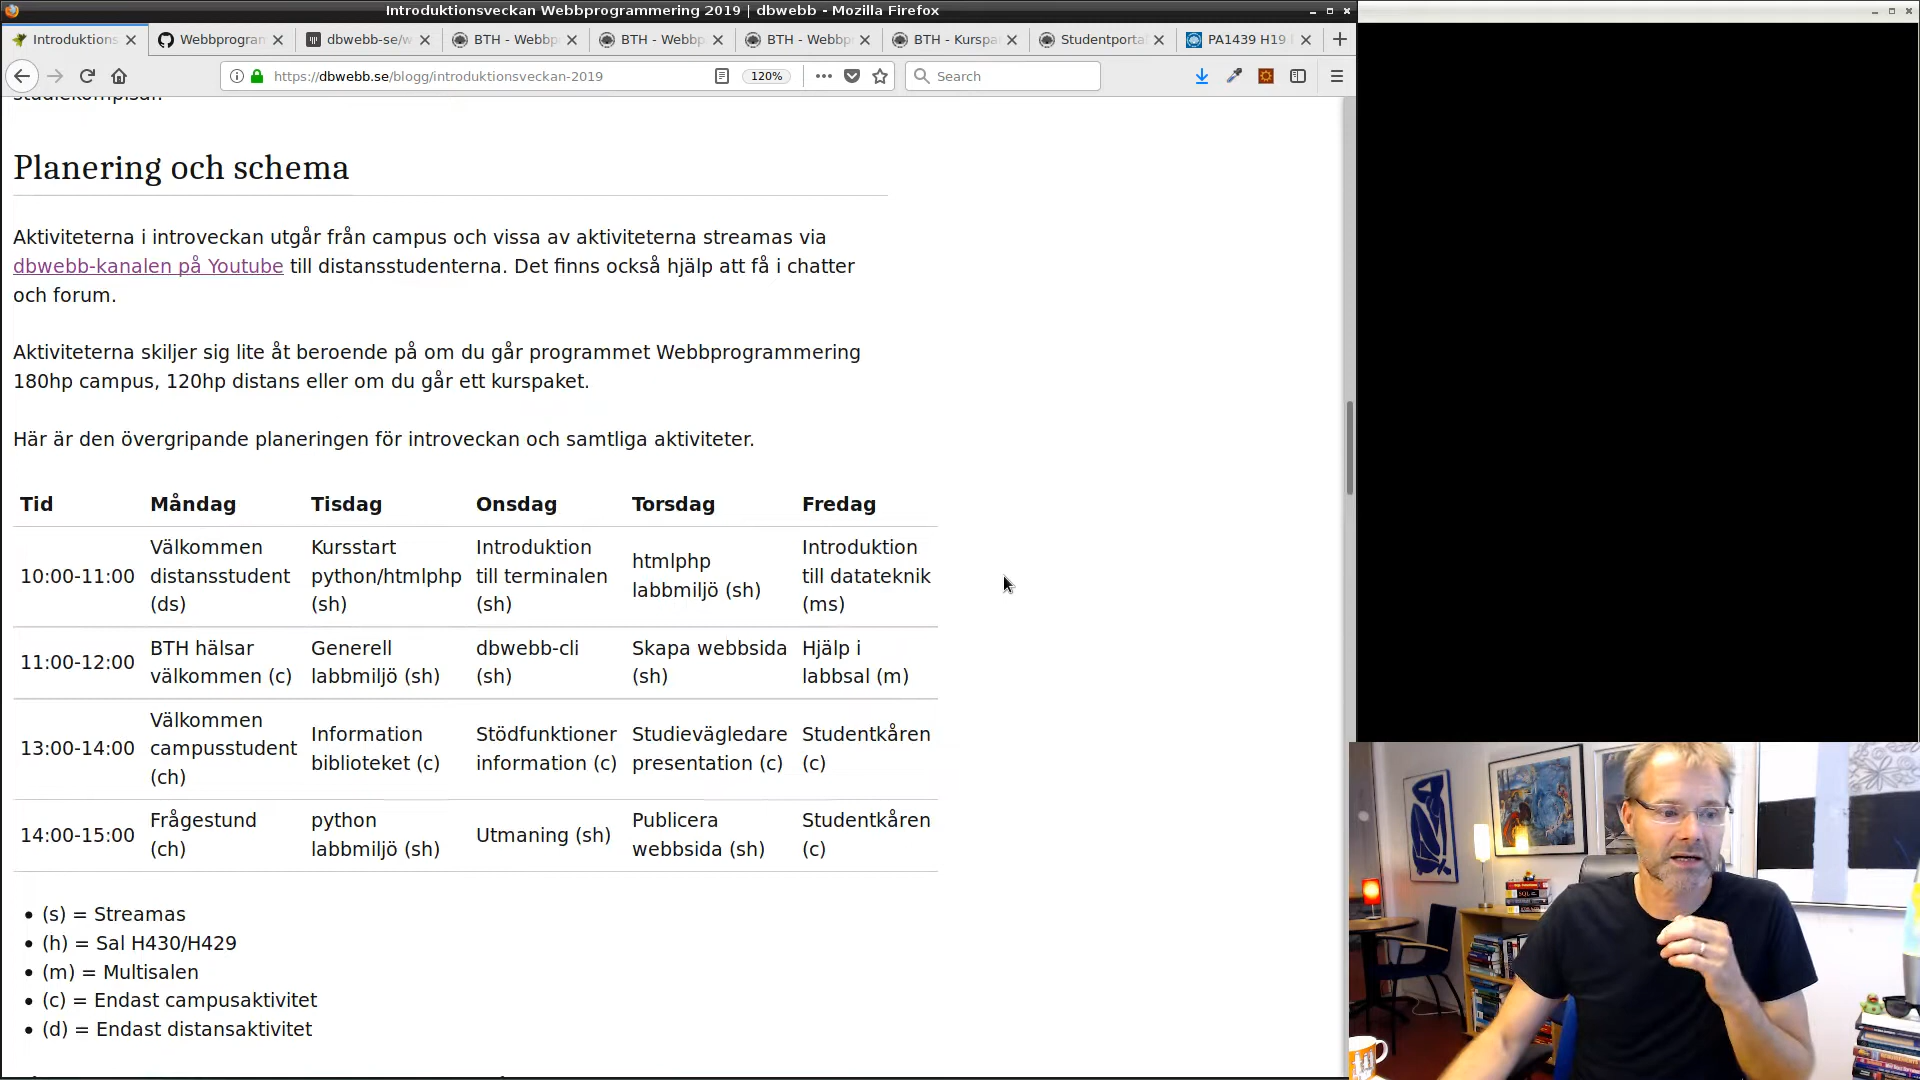 Introduktionsveckan Webbprogrammering 2019 | dbwebb - Mozilla Firefox
Introduktions
Webbprogran
dbwebb-se/w
BTH - Webbp
BTH - Webbp
BTH - Webbp
BTH - Kurspa
Studentporta
PA1439 H19
https://dbwebb.se/blogg/introduktionsveckan-2019
120%
Search
studiekompisar.
Planering och schema
Aktiviteterna i introveckan utgår från campus och vissa av aktiviteterna streamas via
dbwebb-kanalen på Youtube till distansstudenterna. Det finns också hjälp att få i chatter
och forum.
Aktiviteterna skiljer sig lite åt beroende på om du går programmet Webbprogrammering
180hp campus, 120hp distans eller om du går ett kurspaket.
Här är den övergripande planeringen för introveckan och samtliga aktiviteter.
Tid Måndag Tisdag Onsdag Torsdag Fredag
10:00-11:00
Välkommen
distansstudent
(ds)
Kursstart
python/htmlphp
(sh)
Introduktion
till terminalen
(sh)
htmlphp
labbmiljö (sh)
Introduktion
till datateknik
(ms)
11:00-12:00
BTH hälsar
välkommen (c)
Generell
labbmiljö (sh)
dbwebb-cli
(sh)
Skapa webbsida
(sh)
Hjälp i
labbsal (m)
13:00-14:00
Välkommen
campusstudent
(ch)
Information
biblioteket (c)
Stödfunktioner
information (c)
Studievägledare
presentation (c)
Studentkåren
(c)
14:00-15:00
Frågestund
(ch)
python
labbmiljö (sh)
Utmaning (sh)
Publicera
webbsida (sh)
Studentkåren
(c)
(s) = Streamas
(h) = Sal H430/H429
(m) = Multisalen
(c) = Endast campusaktivitet
(d) = Endast distansaktivitet